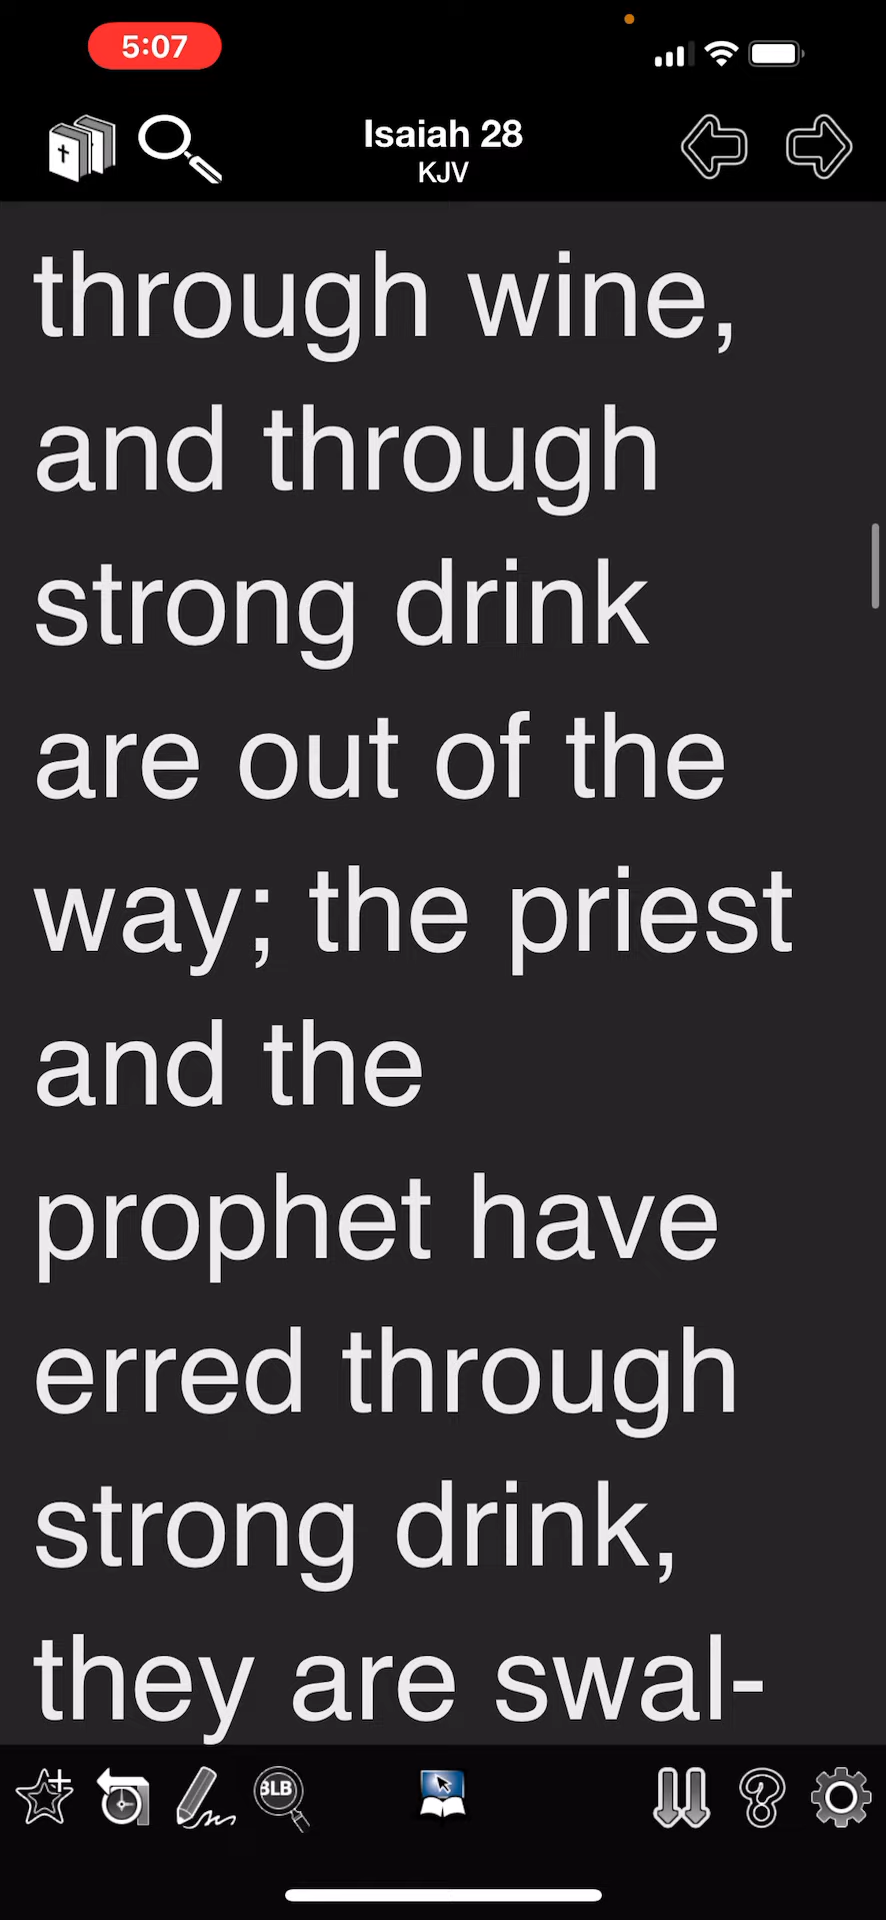 5:07
Isaiah 28
KJV
through wine,
and through
strong drink
are out of the
way; the priest
and the
prophet have
erred through
strong drink,
they are swal-
BLB